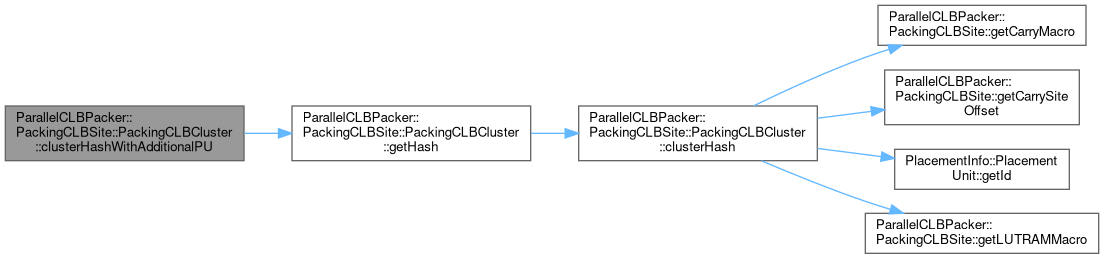 ParallelCLBPacker::
PackingCLBSite::PackingCLBCluster
::clusterHashWithAdditionalPU
ParallelCLBPacker::
PackingCLBSite::PackingCLBCluster
::getHash
ParallelCLBPacker::
PackingCLBSite::PackingCLBCluster
::clusterHash
ParallelCLBPacker::
PackingCLBSite::getCarryMacro
ParallelCLBPacker::
PackingCLBSite::getCarrySite
Offset
PlacementInfo::Placement
Unit::getId
ParallelCLBPacker::
PackingCLBSite::getLUTRAMMacro